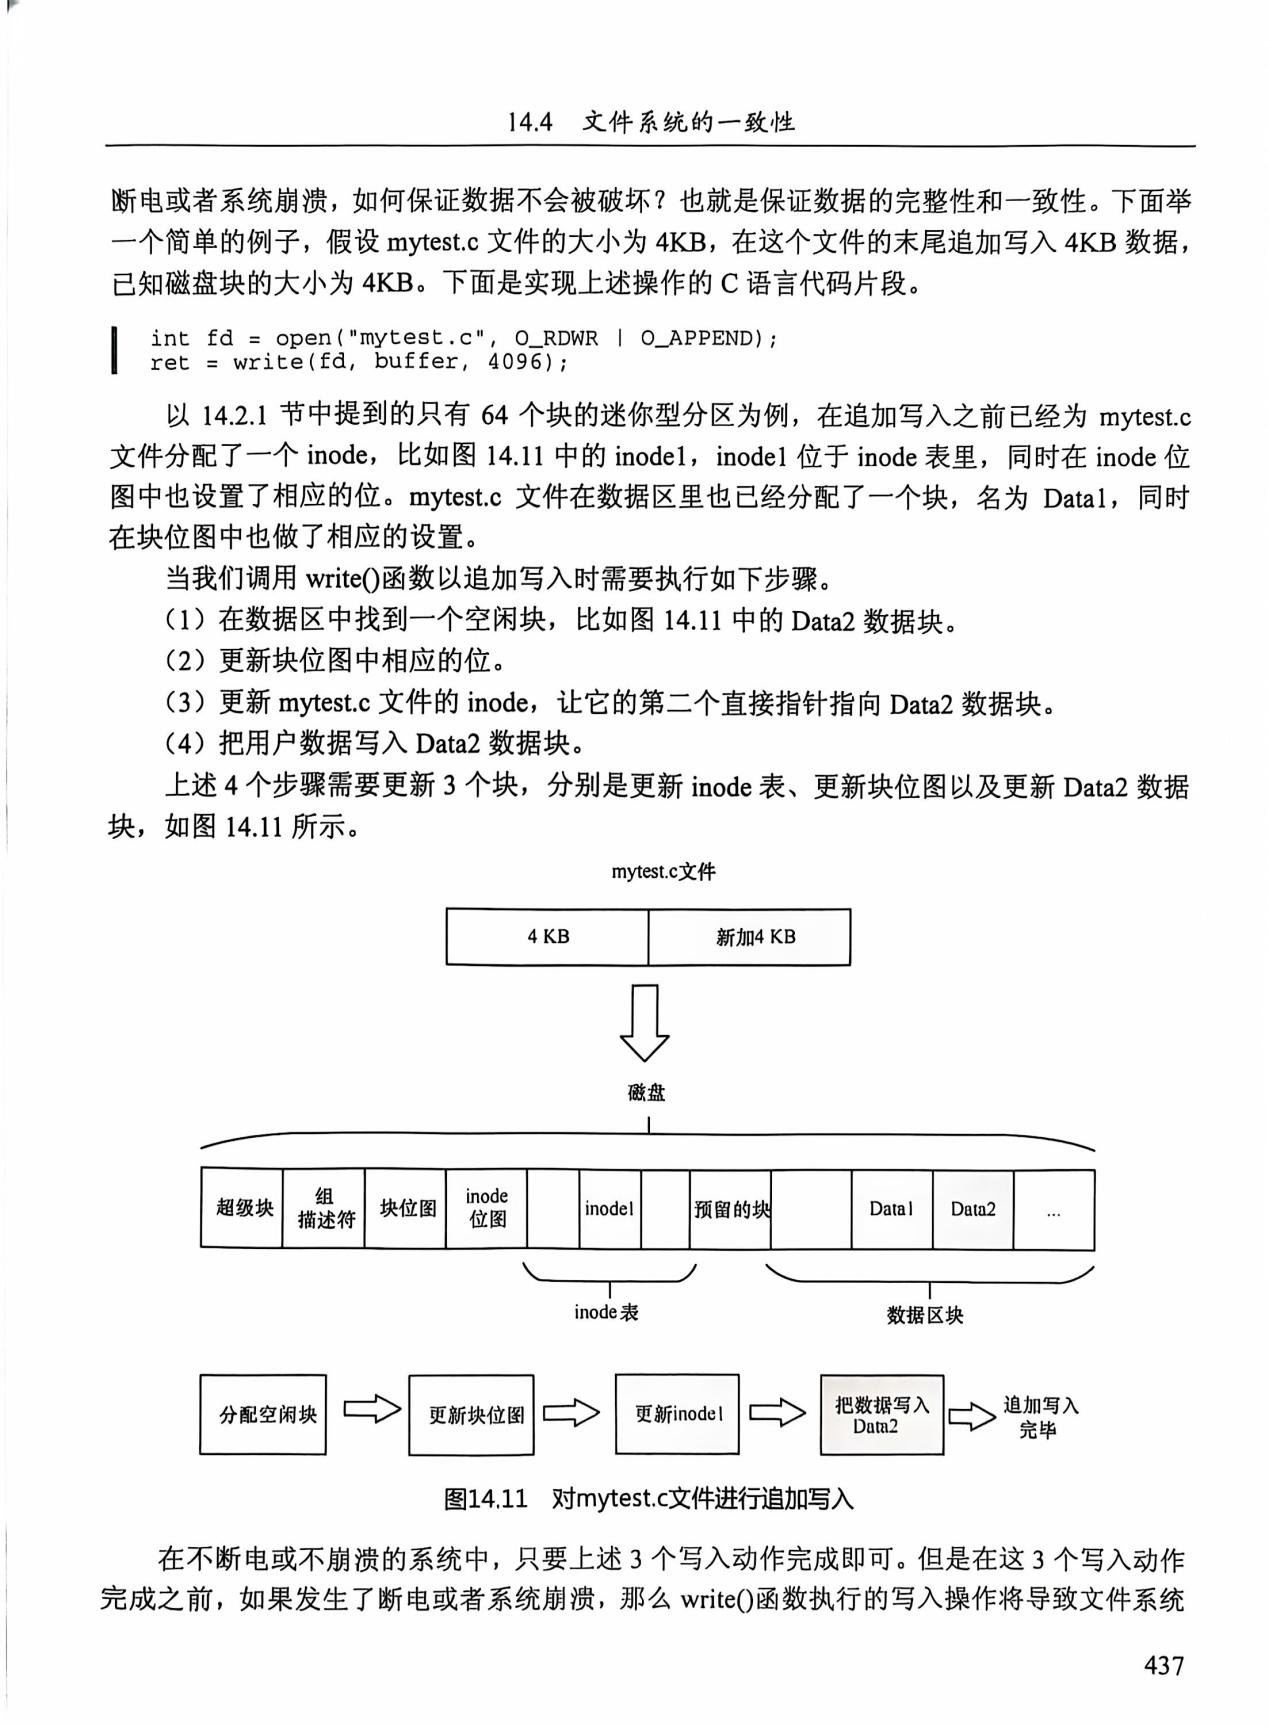 14.4 文件系统的一致性
断电或者系统崩溃，如何保证数据不会被破坏？也就是保证数据的完整性和一致性。下面举
一个简单的例子，假设 mytest.c 文件的大小为 4KB，在这个文件的末尾追加写入 4KB 数据，
已知磁盘块的大小为 4KB。下面是实现上述操作的 C 语言代码片段。
int fd = open("mytest.c", O_RDWR | O_APPEND);
ret = write(fd, buffer, 4096);
以 14.2.1 节中提到的只有 64 个块的迷你型分区为例，在追加写入之前已经为 mytest.c
文件分配了一个 inode，比如图 14.11 中的 inode1，inode1 位于 inode 表里，同时在 inode 位
图中也设置了相应的位。mytest.c 文件在数据区里也已经分配了一个块，名为 Data1，同时
在块位图中也做了相应的设置。
当我们调用 write()函数以追加写入时需要执行如下步骤。
（1）在数据区中找到一个空闲块，比如图 14.11 中的 Data2 数据块。
（2）更新块位图中相应的位。
（3）更新 mytest.c 文件的 inode，让它的第二个直接指针指向 Data2 数据块。
（4）把用户数据写入 Data2 数据块。
上述 4 个步骤需要更新 3 个块，分别是更新 inode 表、更新块位图以及更新 Data2 数据
块，如图 14.11 所示。
mytest.c文件
4 KB 新加4 KB
磁盘
超级块 组 描述符 块位图 inode 位图 inode1 预留的块 Data1 Data2 ...
inode表 数据区块
分配空闲块 更新块位图 更新inode1 把数据写入 Data2 追加写入 完毕
图14.11 对mytest.c文件进行追加写入
在不断电或不崩溃的系统中，只要上述 3 个写入动作完成即可。但是在这 3 个写入动作
完成之前，如果发生了断电或者系统崩溃，那么 write()函数执行的写入操作将导致文件系统
437